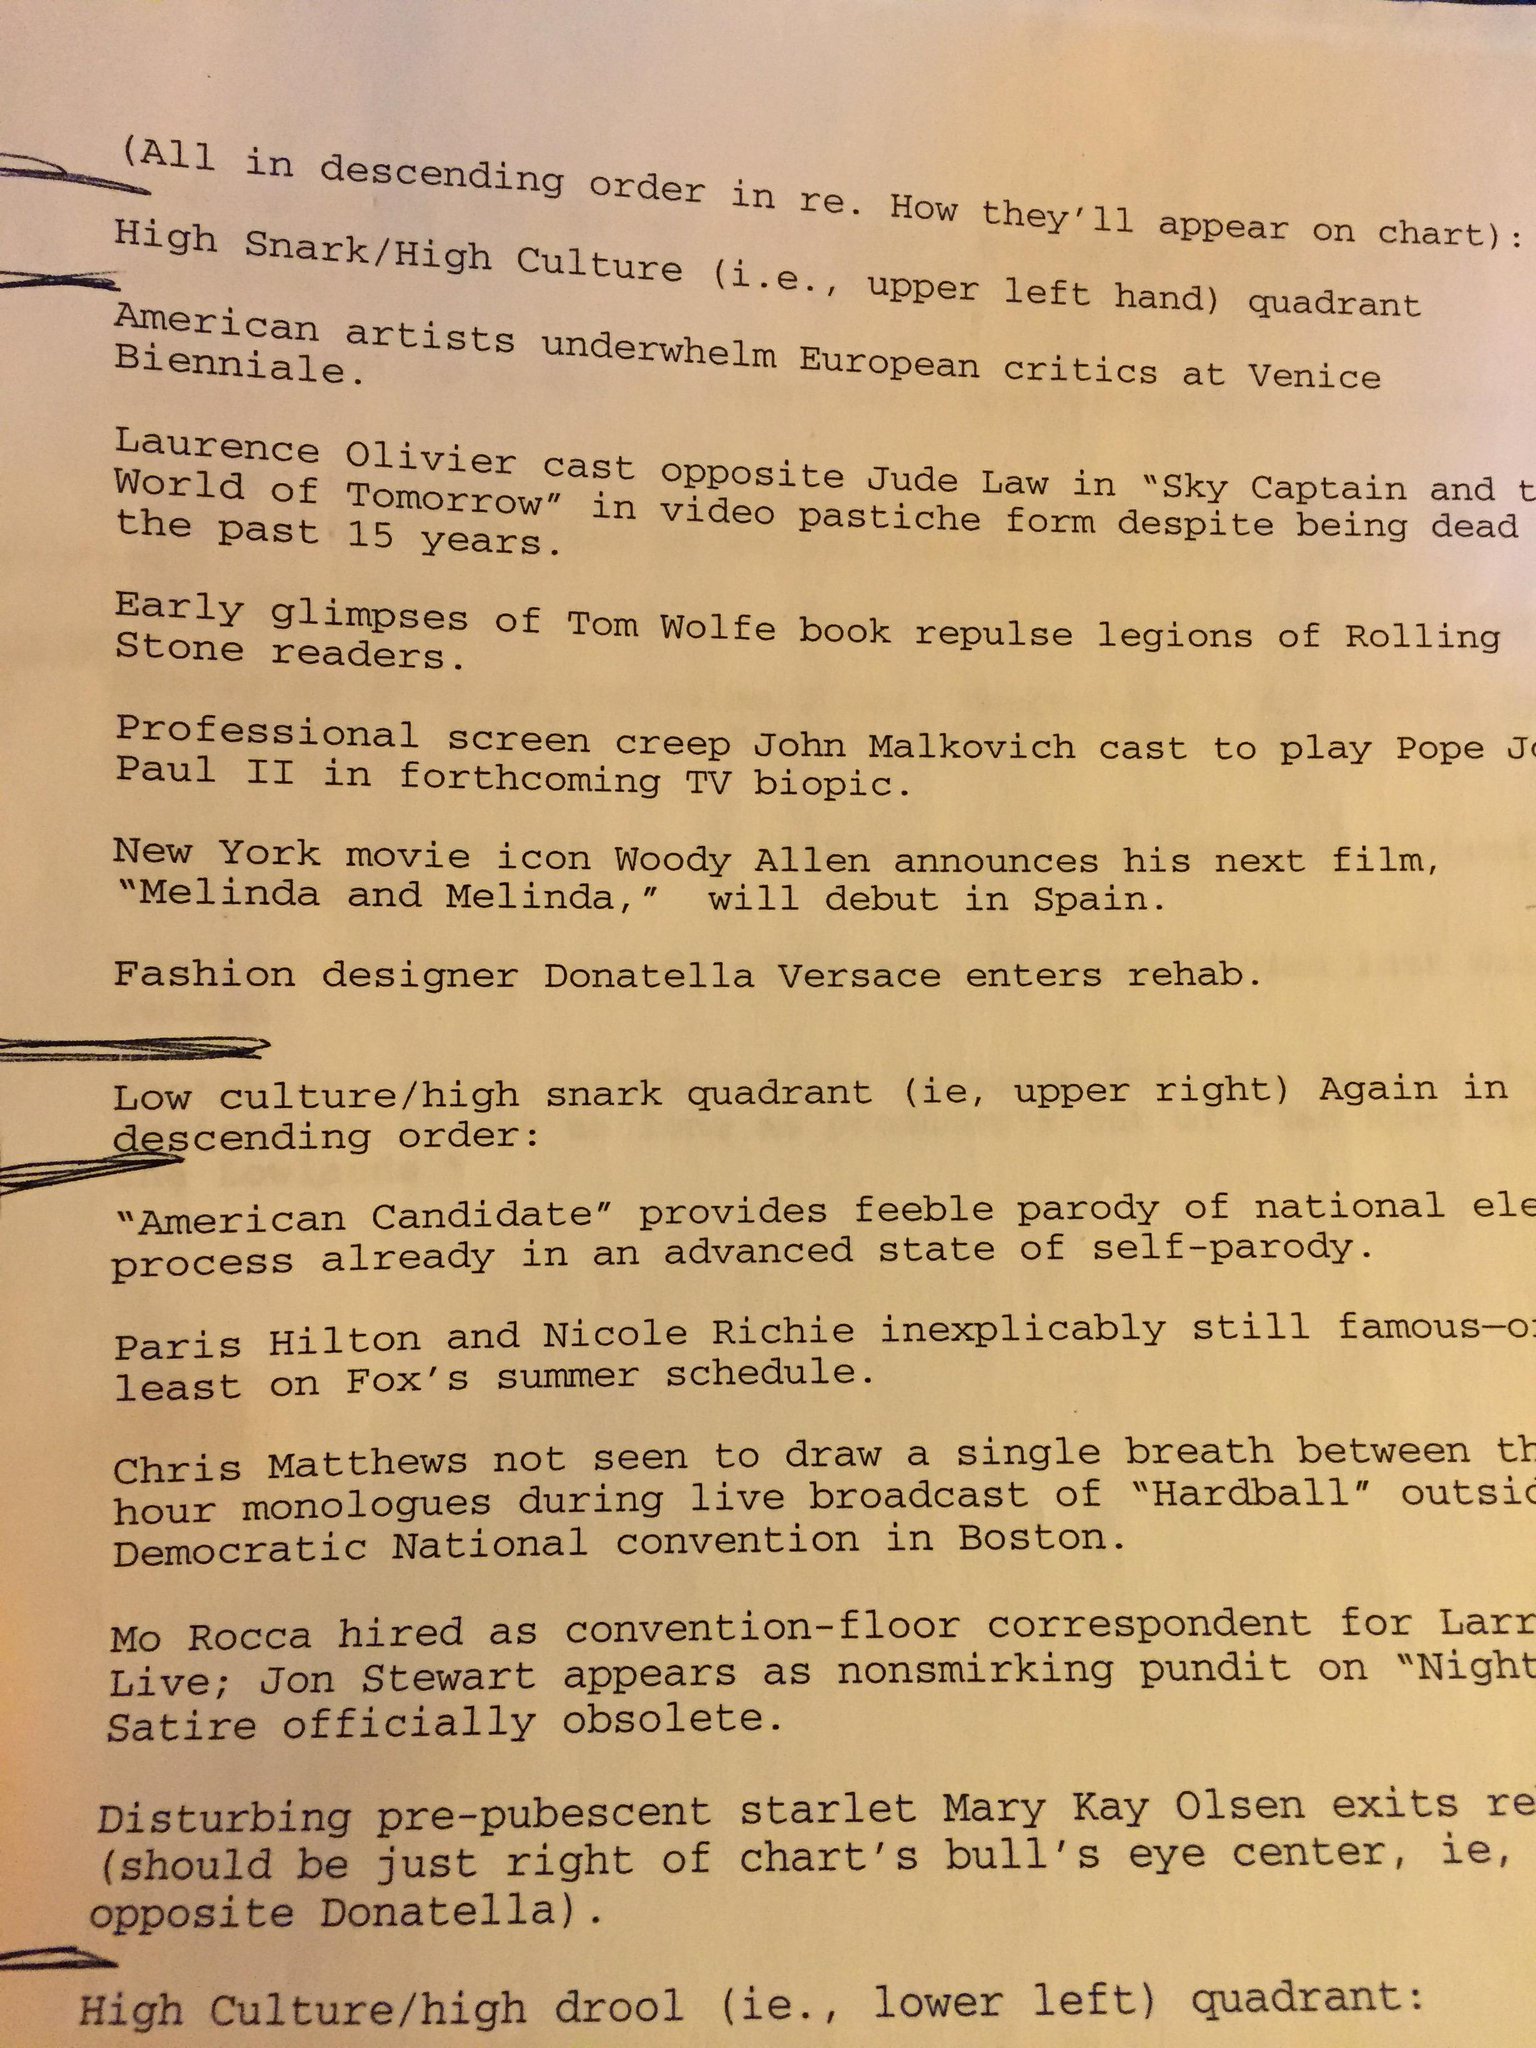 (All in descending order in re. How they'll appear on chart):
High Snark/High Culture (i.e., upper left hand) quadrant
American artists underwhelm European critics at Venice
Bienniale.
Laurence Olivier cast opposite Jude Law in “Sky Captain and
World of Tomorrow” in video pastiche form despite being dead
the past 15 years.
Early glimpses of Tom Wolfe book repulse legions of Rolling
Stone readers.
Professional screen creep John Malkovich cast to play Pope
Paul II in forthcoming TV biopic.
New York movie icon Woody Allen announces his next film,
“Melinda and Melinda,” will debut in Spain.
Fashion designer Donatella Versace enters rehab.
Low culture/high snark quadrant (ie, upper right) Again in
descending order:
“American Candidate” provides feeble parody of national
process already in an advanced state of self-parody.
Paris Hilton and Nicole Richie inexplicably still famous—
least on Fox's summer schedule.
Chris Matthews not seen to draw a single breath between
hour monologues during live broadcast of “Hardball”
Democratic National convention in Boston.
Mo Rocca hired as convention-floor correspondent for
Live; Jon Stewart appears as nonsmirking pundit on
Satire officially obsolete.
Disturbing pre-pubescent starlet Mary Kay Olsen exits
(should be just right of chart's bull's eye center, ie,
opposite Donatella).
High Culture/high drool (ie., lower left) quadrant: